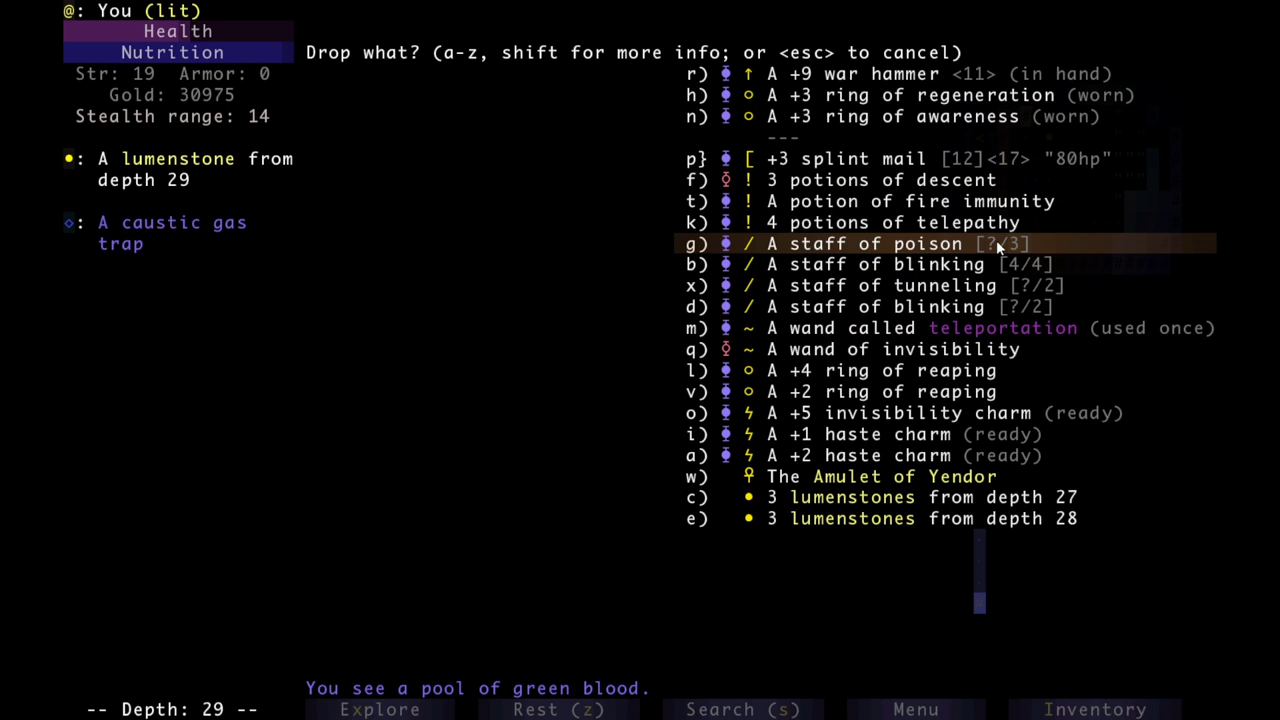 @: You (lit)
Health
Nutrition
Str: 19 Armor: 0
Gold: 30975
Stealth range: 14
: A lumenstone from
depth 29
: A caustic gas
trap
Drop what? (a-z, shift for more info; or <esc> to cancel)
r) ↑ A +9 war hammer <11> (in hand)
h) A +3 ring of regeneration (worn)
n) A +3 ring of awareness (worn)
---
p} [ +3 splint mail [12]<17> "80hp"
f) ! 3 potions of descent
t) ! A potion of fire immunity
k) ! 4 potions of telepathy
g) / A staff of poison [?/3]
b) / A staff of blinking [4/4]
x) / A staff of tunneling [?/2]
d) / A staff of blinking [?/2]
m) ~ A wand called teleportation (used once)
q) ~ A wand of invisibility
l) A +4 ring of reaping
v) A +2 ring of reaping
o) A +5 invisibility charm (ready)
i) A +1 haste charm (ready)
a) A +2 haste charm (ready)
w) The Amulet of Yendor
c) 3 lumenstones from depth 27
e) 3 lumenstones from depth 28
You see a pool of green blood.
-- Depth: 29 --
Explore Rest (z) Search (s) Menu Inventory